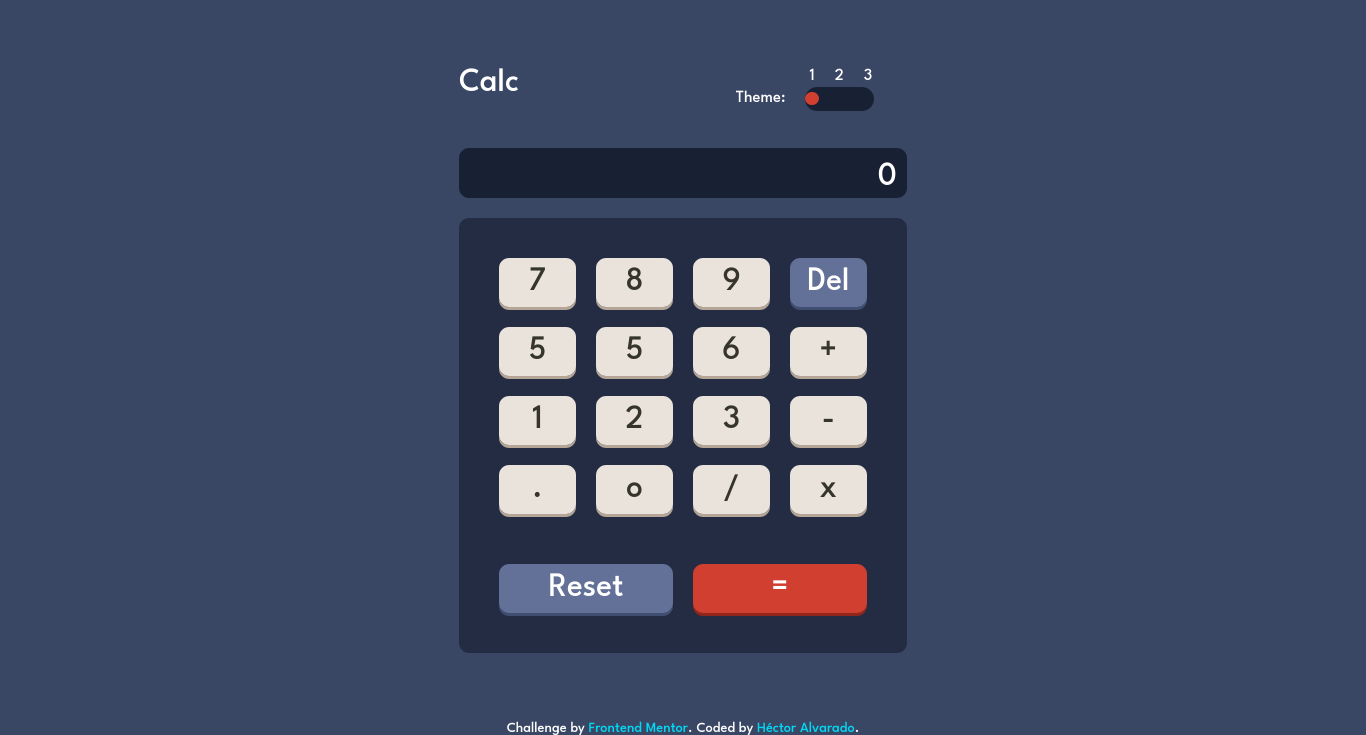 Calc
1 2 3
Theme:
0
7 8 9 Del
5 5 6 +
1 2 3 -
. o / x
Reset =
Challenge by Frontend Mentor. Coded by Héctor Alvarado.